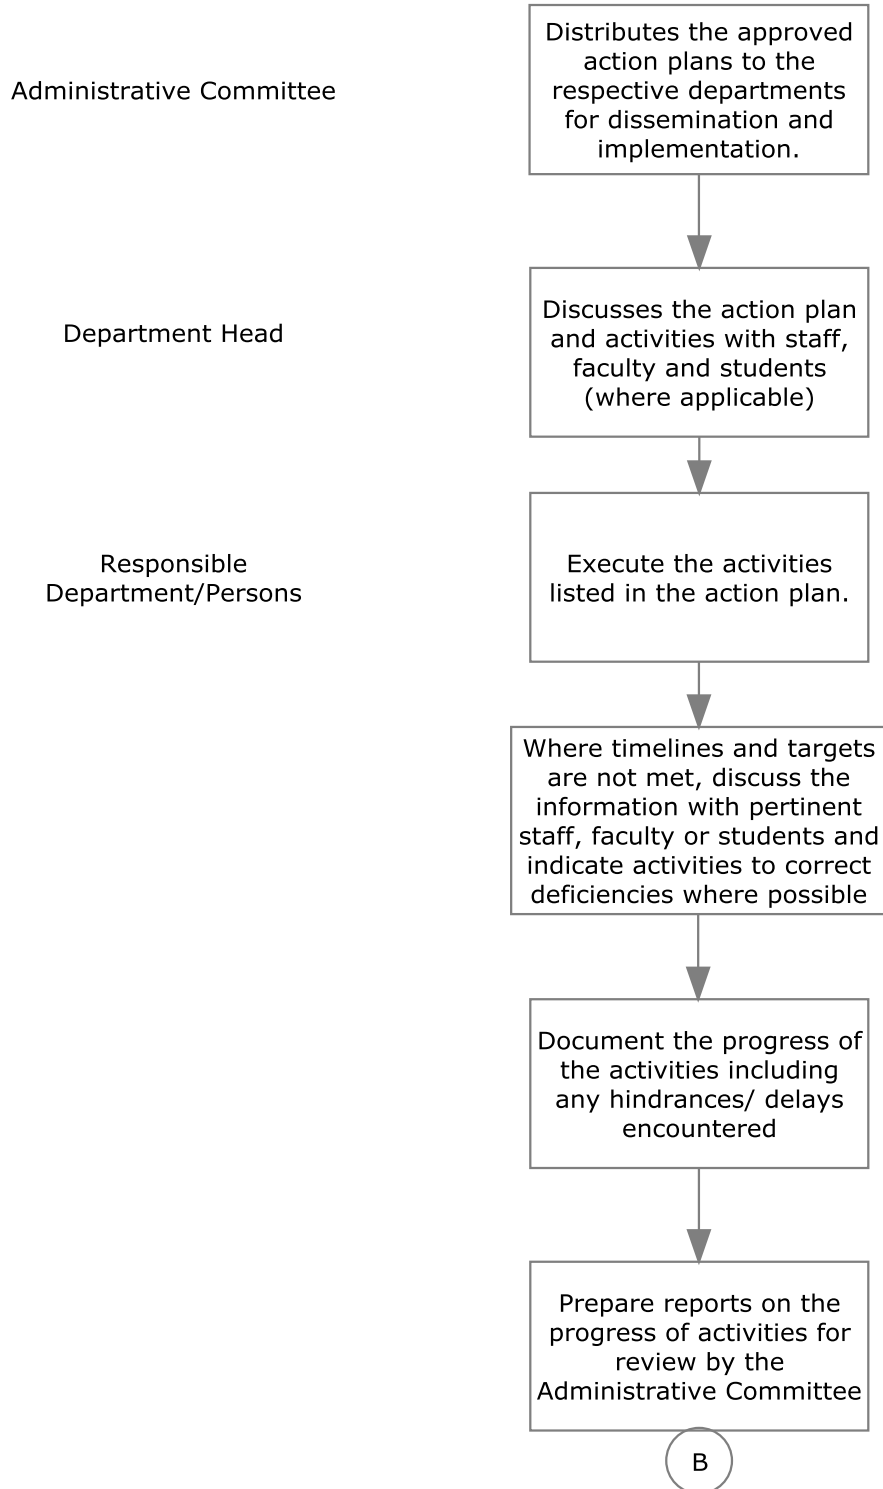 Administrative Committee
Distributes the approved
action plans to the
respective departments
for dissemination and
implementation.
Department Head
Discusses the action plan
and activities with staff,
faculty and students
(where applicable)
Responsible
Department/Persons
Execute the activities
listed in the action plan.
Where timelines and targets
are not met, discuss the
information with pertinent
staff, faculty or students and
indicate activities to correct
deficiencies where possible
Document the progress of
the activities including
any hindrances/ delays
encountered
Prepare reports on the
progress of activities for
review by the
Administrative Committee
B